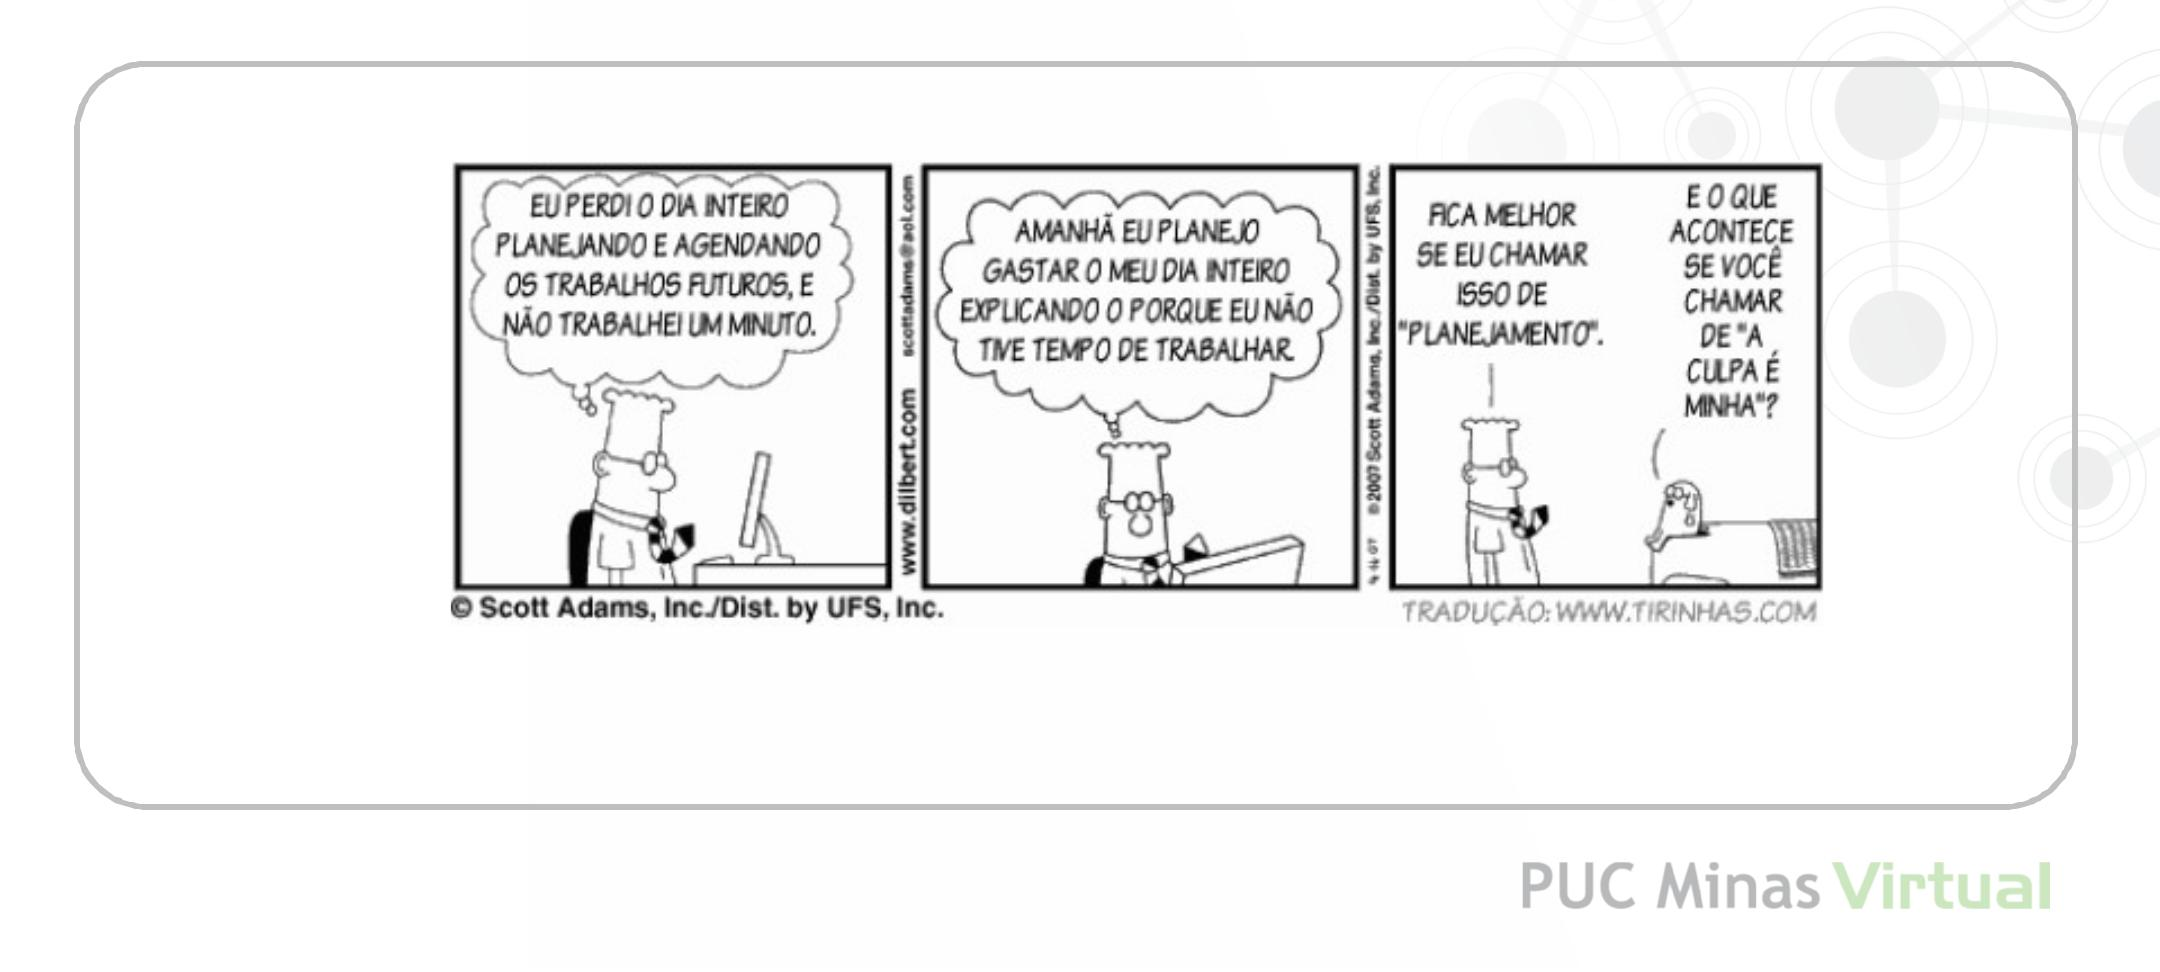 EU PERDI O DIA INTEIRO
PLANEJANDO E AGENDANDO
OS TRABALHOS FUTUROS, E
NÃO TRABALHEI UM MINUTO.
www.dilbert.com scottadams@aol.com
AMANHÃ EU PLANEJO
GASTAR O MEU DIA INTEIRO
EXPLICANDO O PORQUE EU NÃO
TIVE TEMPO DE TRABALHAR.
4-16-07 ©2007 Scott Adams, Inc./Dist. by UFS, Inc.
FICA MELHOR
SE EU CHAMAR
ISSO DE
"PLANEJAMENTO".
E O QUE
ACONTECE
SE VOCÊ
CHAMAR
DE "A
CULPA É
MINHA"?
© Scott Adams, Inc./Dist. by UFS, Inc.
TRADUÇÃO: WWW.TIRINHAS.COM
PUC Minas Virtual